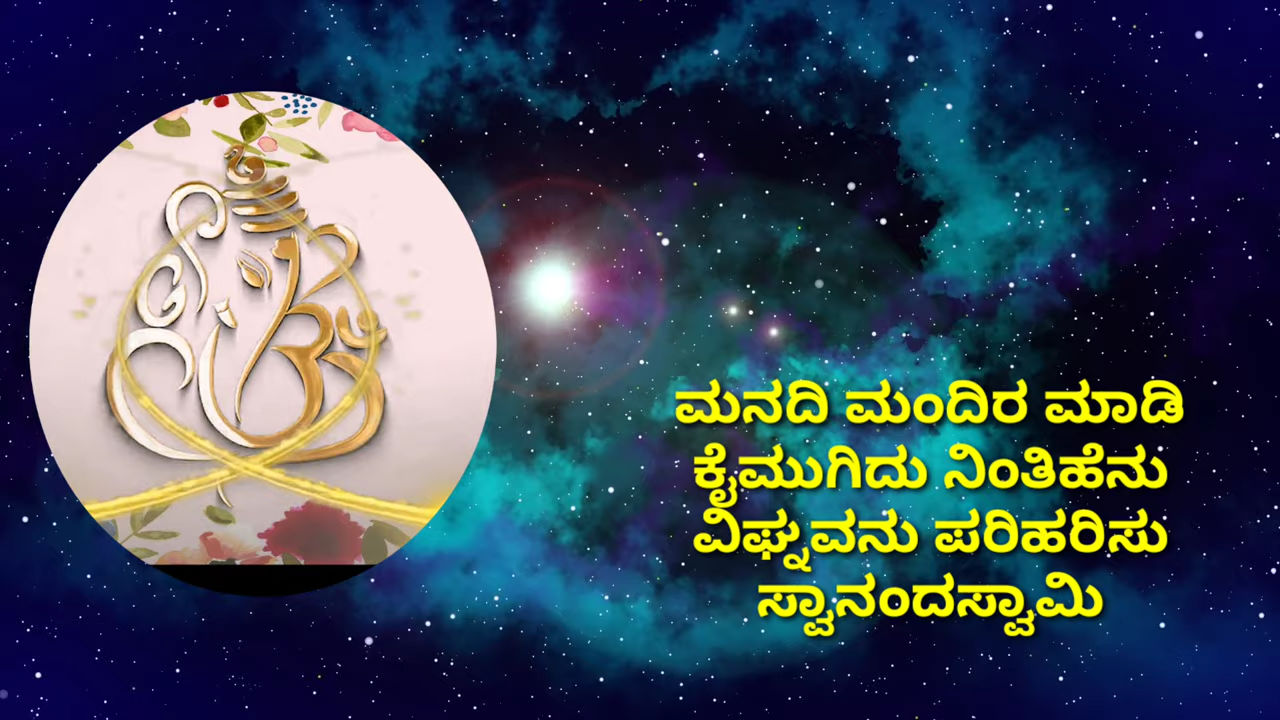 ಮನದಿ ಮಂದಿರ ಮಾಡಿ
ಕೈಮುಗಿದು ನಿಂತಿಹೆನು
ವಿಘ್ನವನು ಪರಿಹರಿಸು
ಸ್ವಾನಂದಸ್ವಾಮಿ